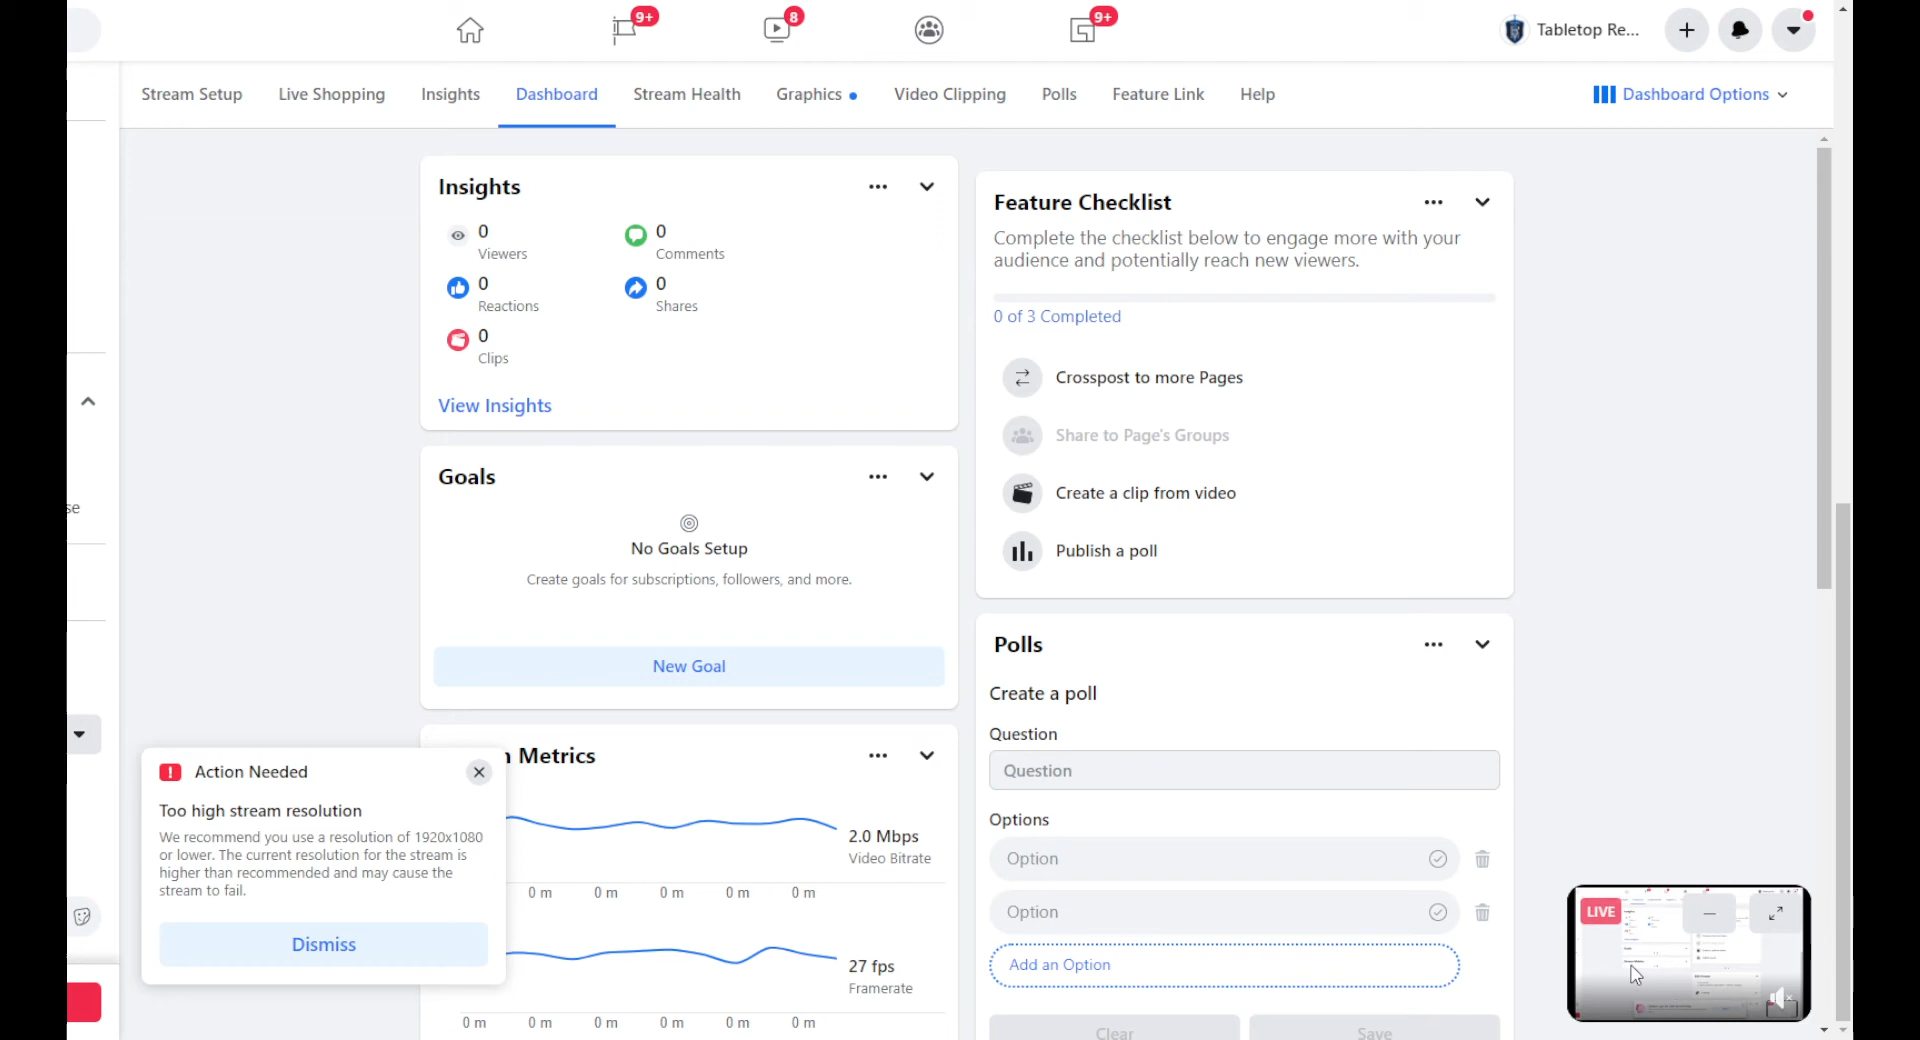 9+
8
9+
Tabletop Re...
Stream Setup
Live Shopping
Insights
Dashboard
Stream Health
Graphics
Video Clipping
Polls
Feature Link
Help
Dashboard Options
Insights
0
Viewers
0
Comments
0
Reactions
0
Shares
0
Clips
View Insights
Goals
No Goals Setup
Create goals for subscriptions, followers, and more.
New Goal
Metrics
2.0 Mbps
Video Bitrate
0 m 0 m 0 m 0 m 0 m
27 fps
Framerate
0 m 0 m 0 m 0 m 0 m 0 m
Feature Checklist
Complete the checklist below to engage more with your
audience and potentially reach new viewers.
0 of 3 Completed
Crosspost to more Pages
Share to Page's Groups
Create a clip from video
Publish a poll
Polls
Create a poll
Question
Question
Options
Option
Option
Add an Option
Clear
Save
se
Action Needed
Too high stream resolution
We recommend you use a resolution of 1920x1080
or lower. The current resolution for the stream is
higher than recommended and may cause the
stream to fail.
Dismiss
LIVE